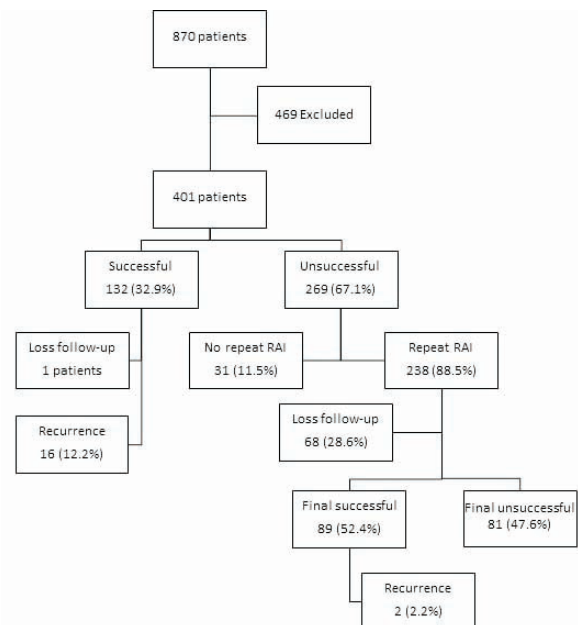 870 patients
469 Excluded
401 patients
Successful
132 (32.9%)
Unsuccessful
269 (67.1%)
Loss follow-up
1 patients
No repeat RAI
31 (11.5%)
Repeat RAI
238 (88.5%)
Recurrence
16 (12.2%)
Loss follow-up
68 (28.6%)
Final successful
89 (52.4%)
Final unsuccessful
81 (47.6%)
Recurrence
2 (2.2%)